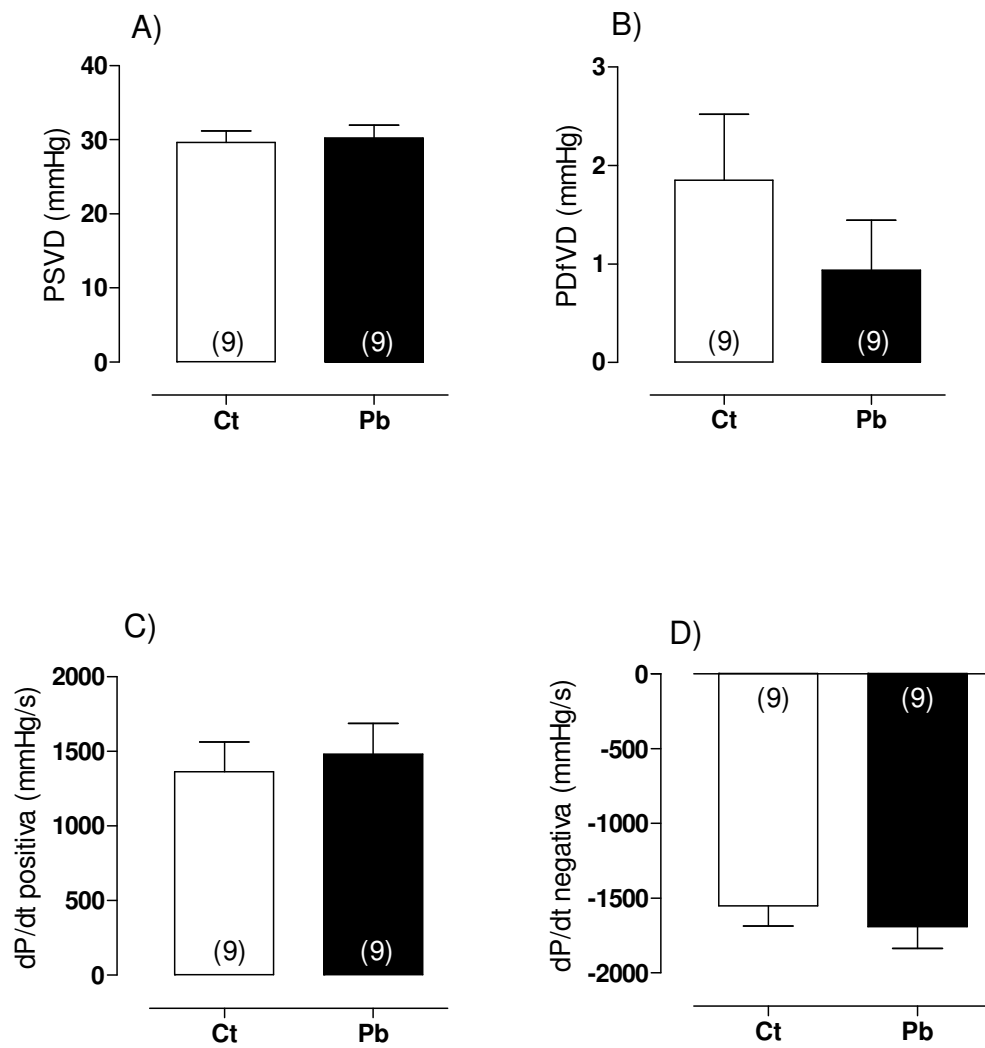 A)
PSVD (mmHg)
40
30
20
10
0
(9)
(9)
Ct
Pb
B)
PDfVD (mmHg)
3
2
1
0
(9)
(9)
Ct
Pb
C)
dP/dt positiva (mmHg/s)
2000
1500
1000
500
0
(9)
(9)
Ct
Pb
D)
dP/dt negativa (mmHg/s)
0
-500
-1000
-1500
-2000
(9)
(9)
Ct
Pb